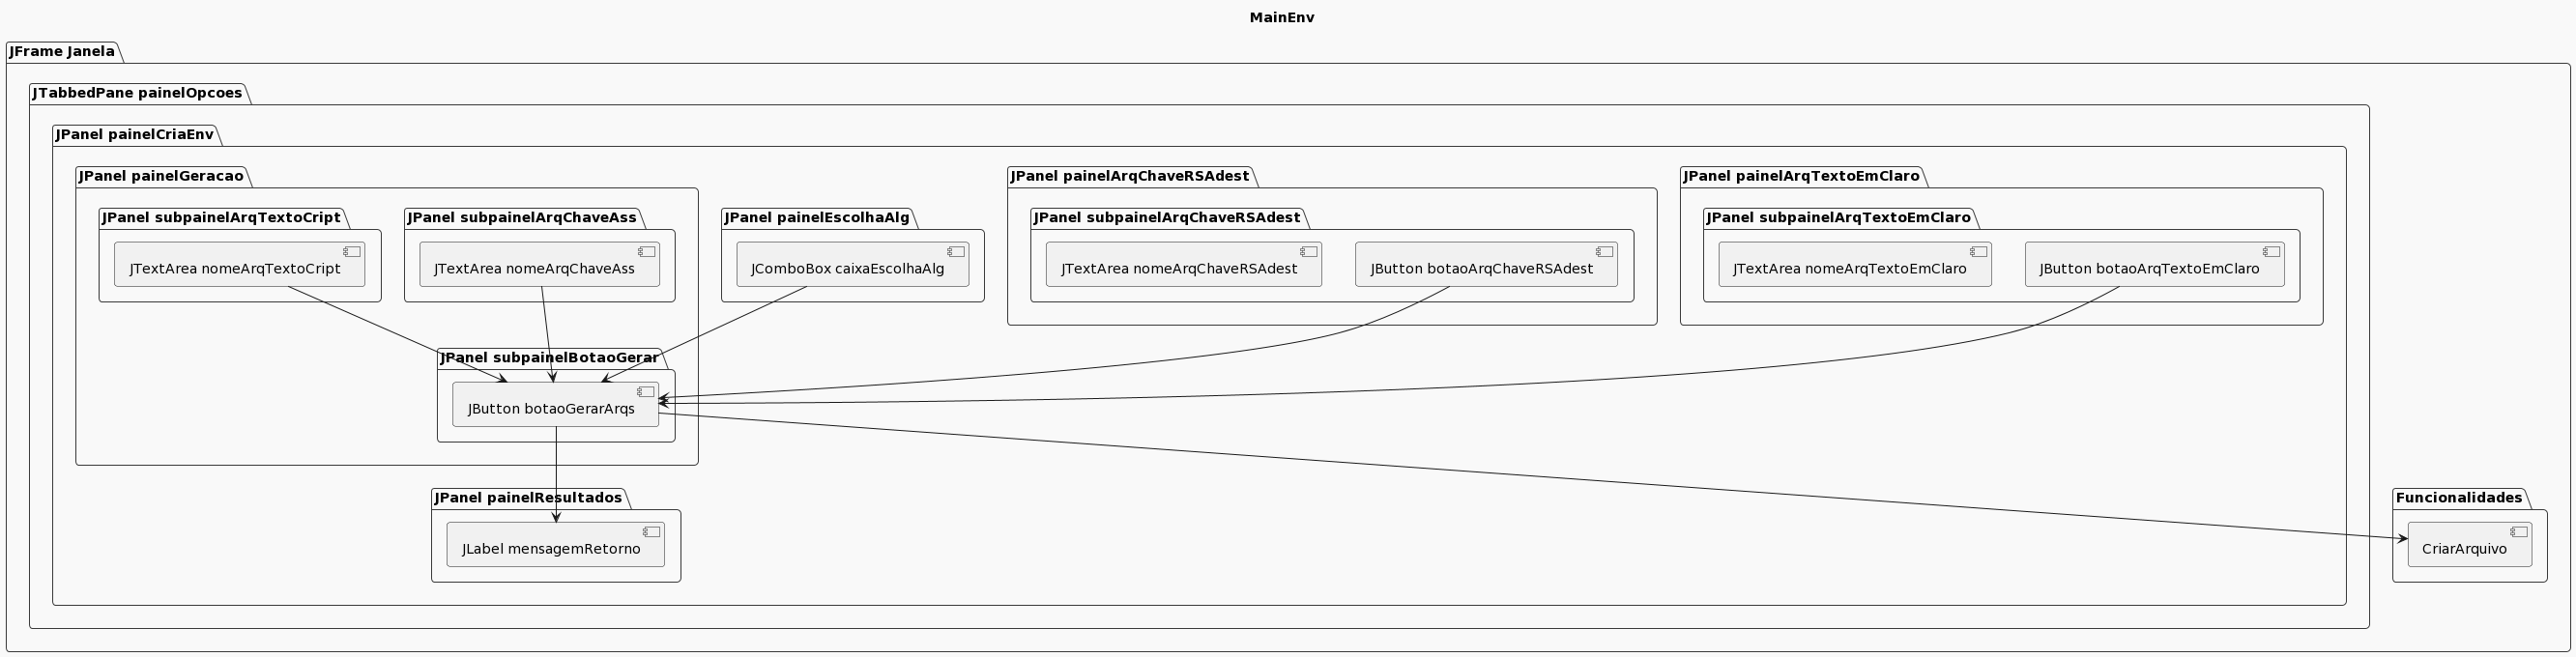 MainEnv
JFrame Janela
JTabbedPane painelOpcoes
JPanel painelCriaEnv
JPanel painelGeracao
JPanel painelArqChaveRSAdest
JPanel painelArqTextoEmClaro
JPanel subpainelArqTextoCript
JPanel subpainelArqChaveAss
JPanel painelEscolhaAlg
JPanel subpainelArqChaveRSAdest
JPanel subpainelArqTextoEmClaro
JTextArea nomeArqTextoCript
JTextArea nomeArqChaveAss
JComboBox caixaEscolhaAlg
JTextArea nomeArqChaveRSAdest
JButton botaoArqChaveRSAdest
JTextArea nomeArqTextoEmClaro
JButton botaoArqTextoEmClaro
JPanel subpainelBotaoGerar
JButton botaoGerarArqs
JPanel painelResultados
Funcionalidades
JLabel mensagemRetorno
CriarArquivo